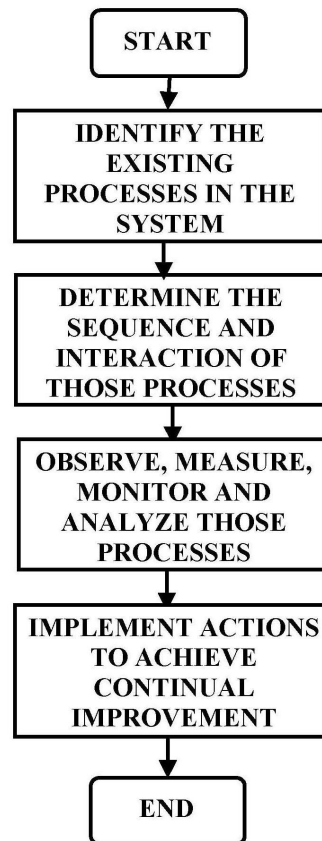 START
IDENTIFY THE
EXISTING
PROCESSES IN THE
SYSTEM
DETERMINE THE
SEQUENCE AND
INTERACTION OF
THOSE PROCESSES
OBSERVE, MEASURE,
MONITOR AND
ANALYZE THOSE
PROCESSES
IMPLEMENT ACTIONS
TO ACHIEVE
CONTINUAL
IMPROVEMENT
END